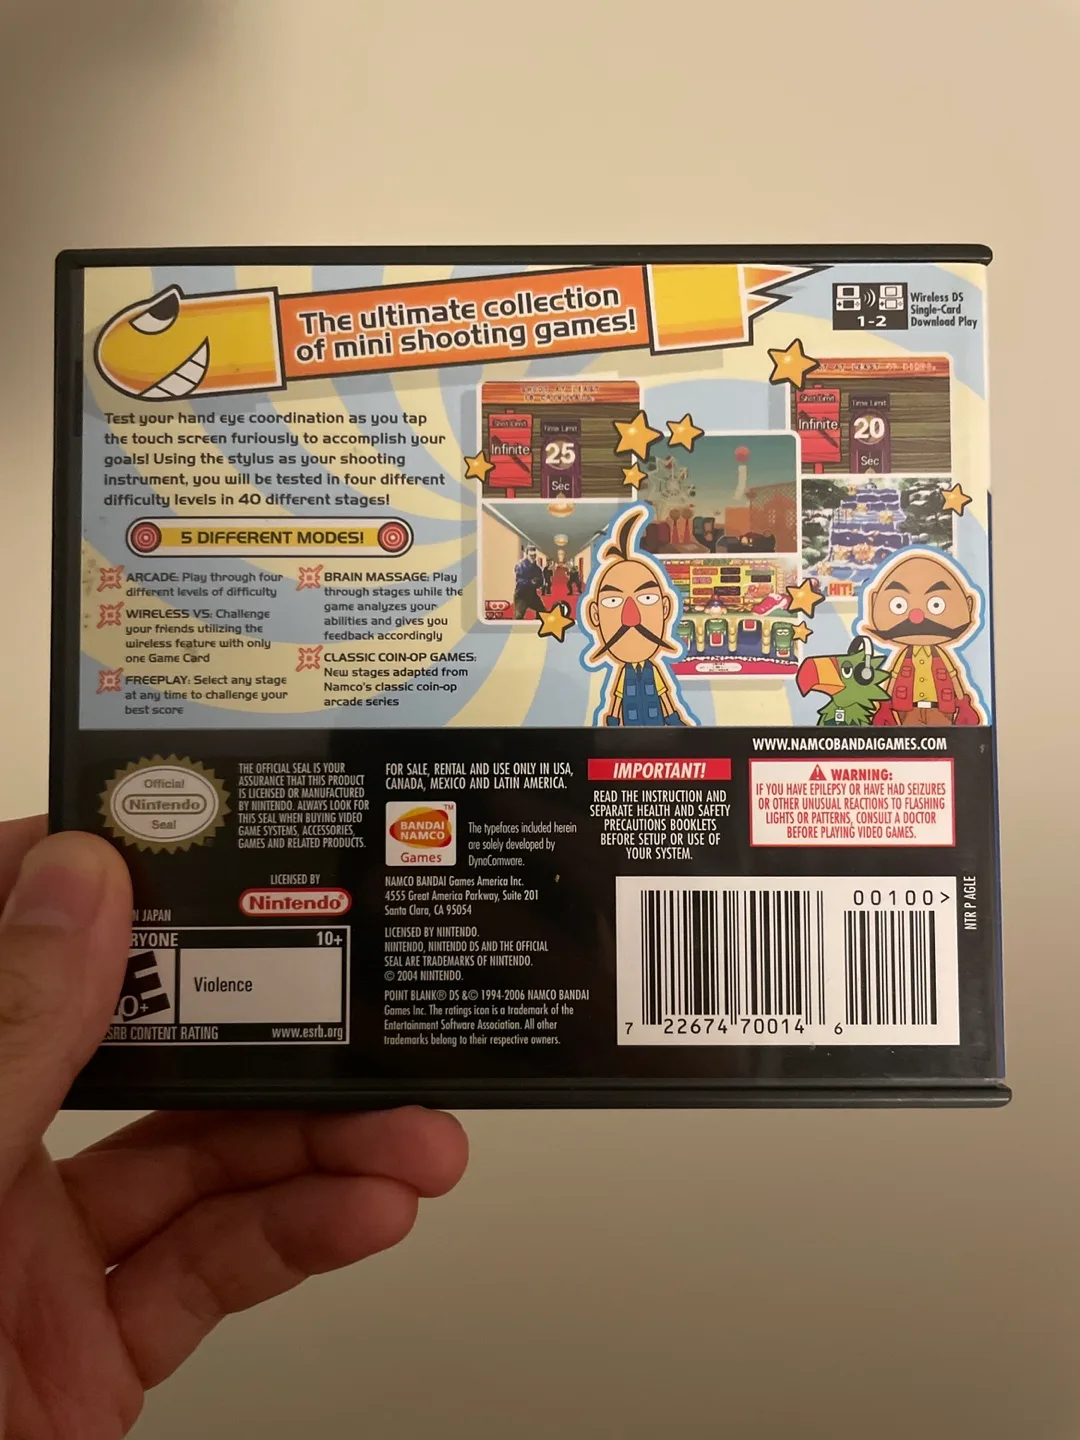 The ultimate collection
of mini shooting games!
1-2
Wireless DS
Single-Card
Download Play
Test your hand eye coordination as you tap
the touch screen furiously to accomplish your
goals! Using the stylus as your shooting
instrument, you will be tested in four different
difficulty levels in 40 different stages!
5 DIFFERENT MODES!
ARCADE: Play through four
different levels of difficulty
WIRELESS VS: Challenge
your friends utilizing the
wireless feature with only
one Game Card
FREEPLAY: Select any stage
at any time to challenge your
best score
BRAIN MASSAGE: Play
through stages while the
game analyzes your
abilities and gives you
feedback accordingly
CLASSIC COIN-OP GAMES:
New stages adapted from
Namco's classic coin-op
arcade series
Shot Limit
Infinite
Time Limit
25
Sec
Shot Limit
Infinite
Time Limit
20
Sec
HIT!
WWW.NAMCOBANDAIGAMES.COM
Official
Nintendo
Seal
THE OFFICIAL SEAL IS YOUR
ASSURANCE THAT THIS PRODUCT
IS LICENSED OR MANUFACTURED
BY NINTENDO. ALWAYS LOOK FOR
THIS SEAL WHEN BUYING VIDEO
GAME SYSTEMS, ACCESSORIES,
GAMES AND RELATED PRODUCTS.
LICENSED BY
Nintendo®
N JAPAN
RYONE 10+
E
0+
Violence
ESRB CONTENT RATING www.esrb.org
FOR SALE, RENTAL AND USE ONLY IN USA,
CANADA, MEXICO AND LATIN AMERICA.
BANDAI
NAMCO
Games
TM
The typefaces included herein
are solely developed by
DynaComware.
NAMCO BANDAI Games America Inc.
4555 Great America Parkway, Suite 201
Santa Clara, CA 95054
LICENSED BY NINTENDO.
NINTENDO, NINTENDO DS AND THE OFFICIAL
SEAL ARE TRADEMARKS OF NINTENDO.
© 2004 NINTENDO.
POINT BLANK® DS &© 1994-2006 NAMCO BANDAI
Games Inc. The ratings icon is a trademark of the
Entertainment Software Association. All other
trademarks belong to their respective owners.
IMPORTANT!
READ THE INSTRUCTION AND
SEPARATE HEALTH AND SAFETY
PRECAUTIONS BOOKLETS
BEFORE SETUP OR USE OF
YOUR SYSTEM.
WARNING:
IF YOU HAVE EPILEPSY OR HAVE HAD SEIZURES
OR OTHER UNUSUAL REACTIONS TO FLASHING
LIGHTS OR PATTERNS, CONSULT A DOCTOR
BEFORE PLAYING VIDEO GAMES.
00100>
7 22674 70014 6
NTR P AGLE